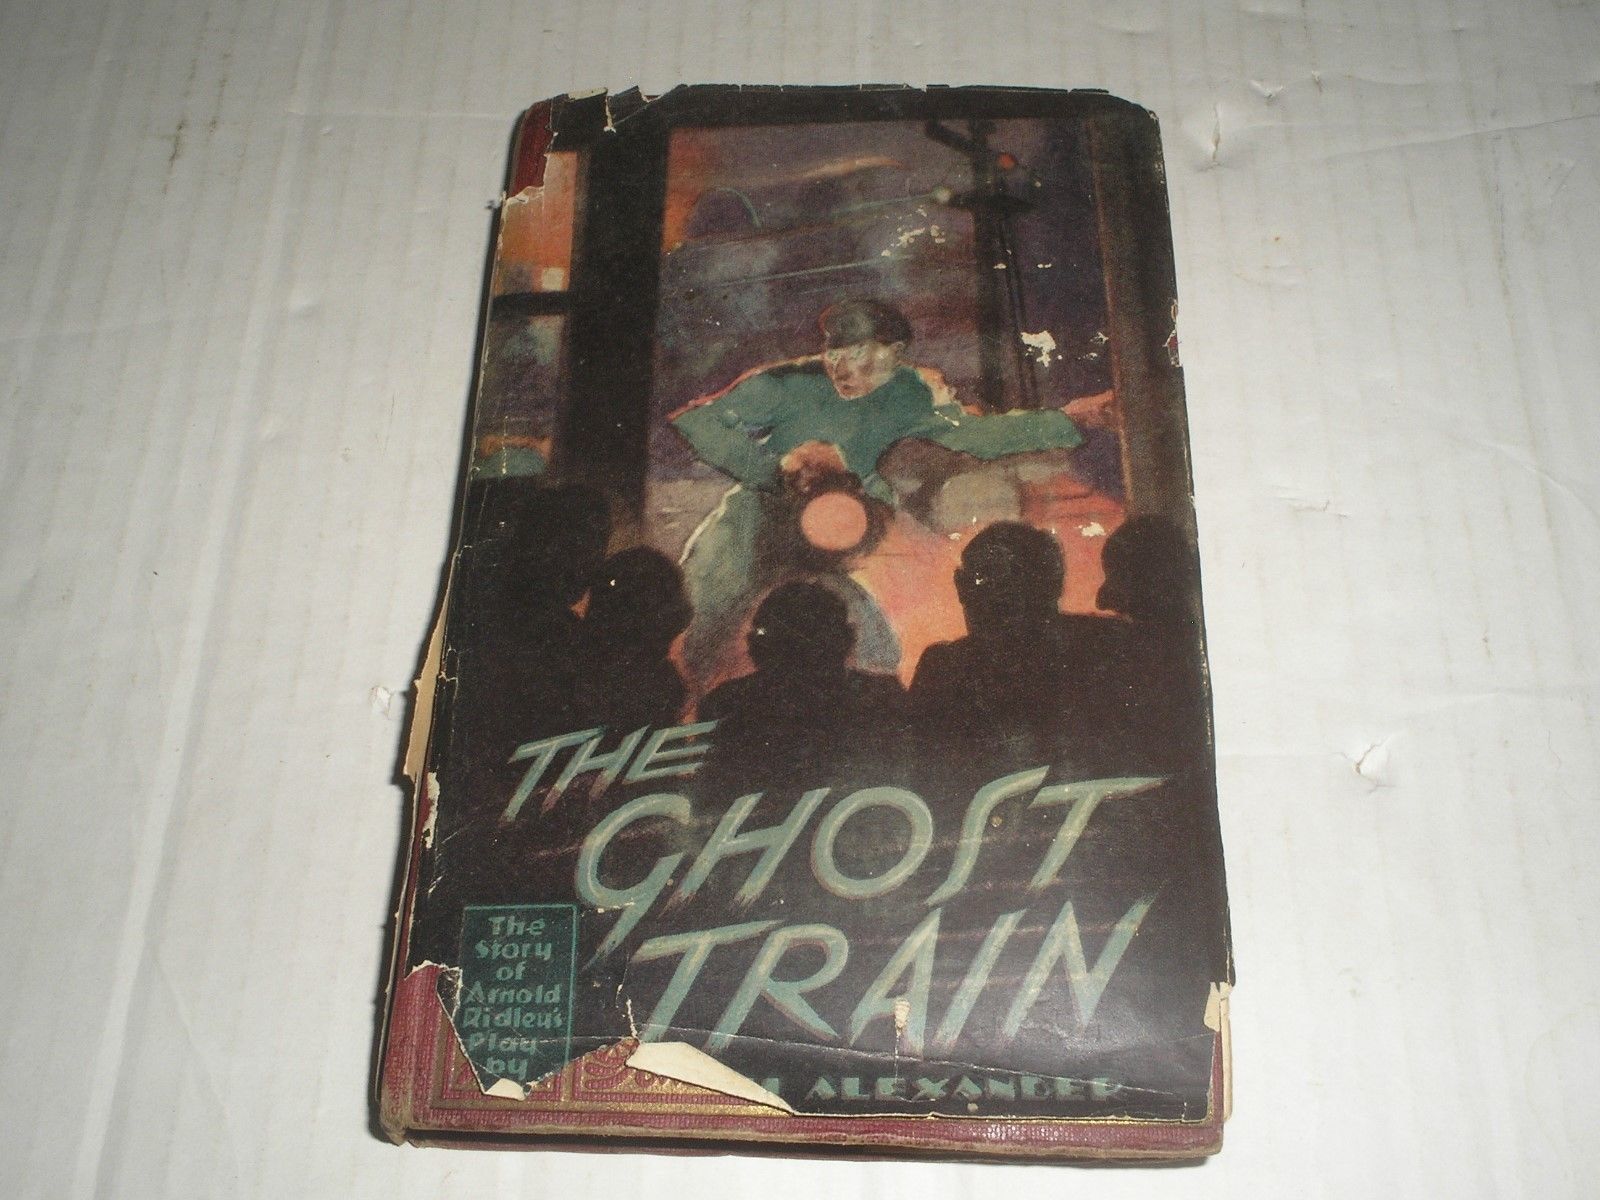 THE
GHOST
TRAIN
The
Story
of
Arnold
Ridley's
Play
by
ALEXANDER